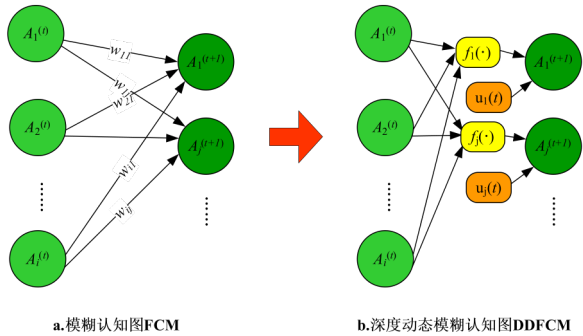 A₁⁽ᵗ⁾
w₁₁
A₁⁽ᵗ⁺¹⁾
w₁ⱼ
w₂₁
A₂⁽ᵗ⁾
Aⱼ⁽ᵗ⁺¹⁾
wᵢ₁
wᵢⱼ
......
......
Aᵢ⁽ᵗ⁾
a.模糊认知图FCM
A₁⁽ᵗ⁾
f₁(·)
A₁⁽ᵗ⁺¹⁾
u₁(t)
A₂⁽ᵗ⁾
fⱼ(·)
Aⱼ⁽ᵗ⁺¹⁾
uⱼ(t)
......
......
Aᵢ⁽ᵗ⁾
b.深度动态模糊认知图DDFCM